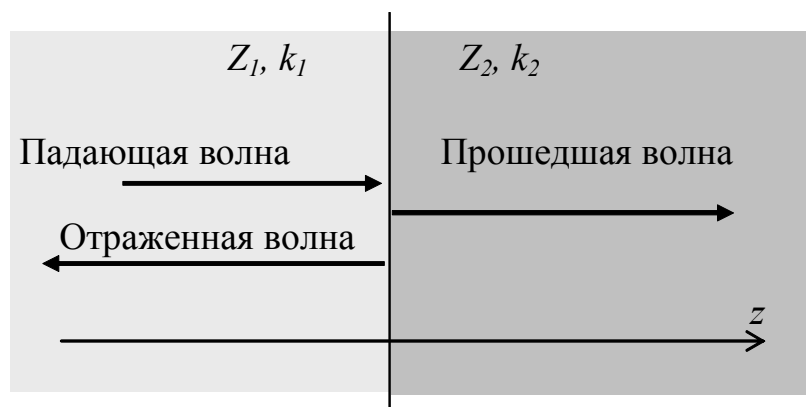 Z1, k1
Z2, k2
Падающая волна
Прошедшая волна
Отраженная волна
z